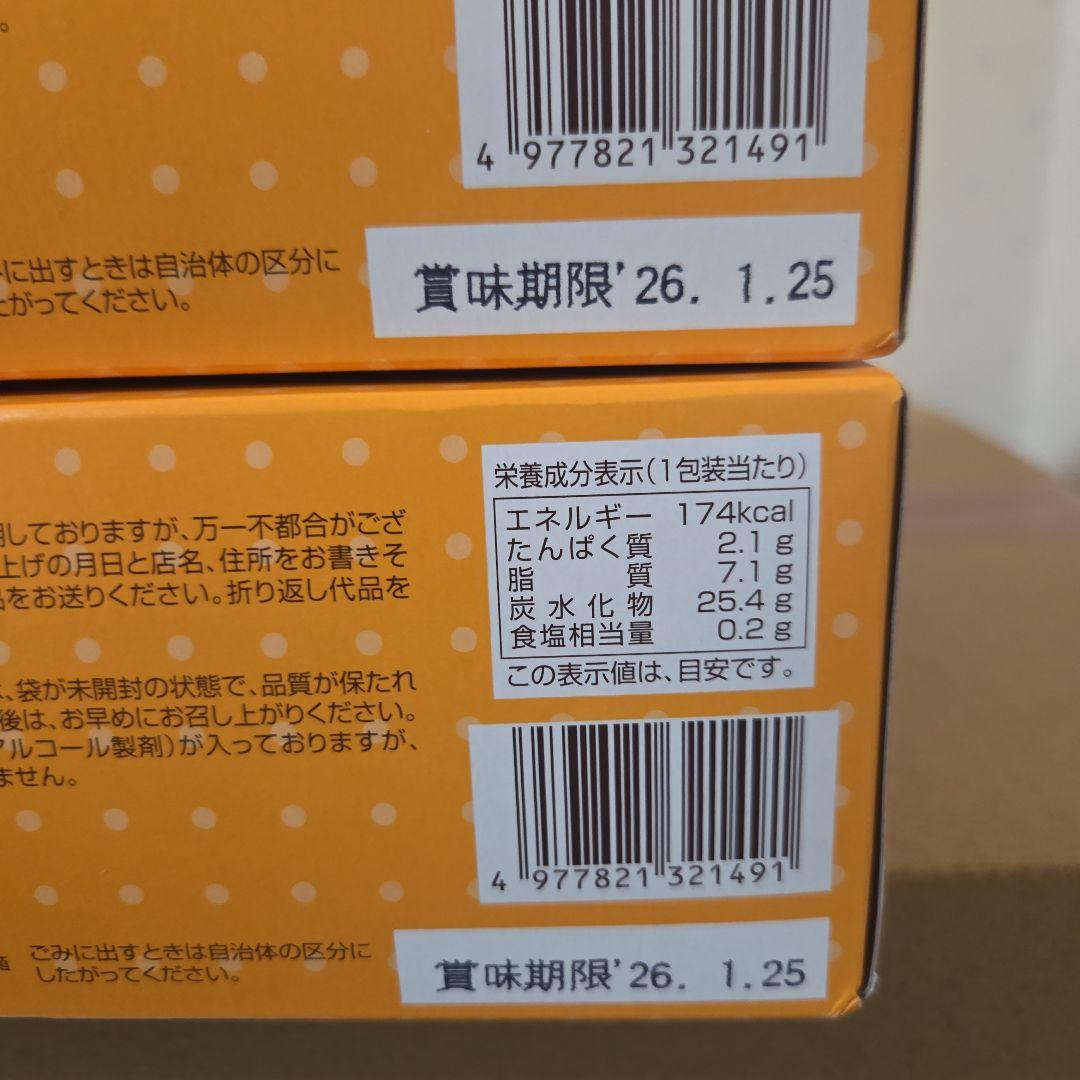 4 977821 321491
みに出すときは自治体の区分に
上がってください。
賞味期限'26. 1.25
栄養成分表示(1包装当たり)
エネルギー 174kcal
たんぱく質 2.1g
脂質 7.1g
炭水化物 25.4g
食塩相当量 0.2g
この表示値は、目安です。
用しておりますが、万一不都合がござ
上げの月日と店名、住所をお書きそ
品をお送りください。折り返し代品を
、袋が未開封の状態で、品質が保たれ
後は、お早めにお召し上がりください。
アルコール製剤)が入っておりますが、
ません。
4 977821 321491
ごみに出すときは自治体の区分に
したがってください。
賞味期限'26. 1.25